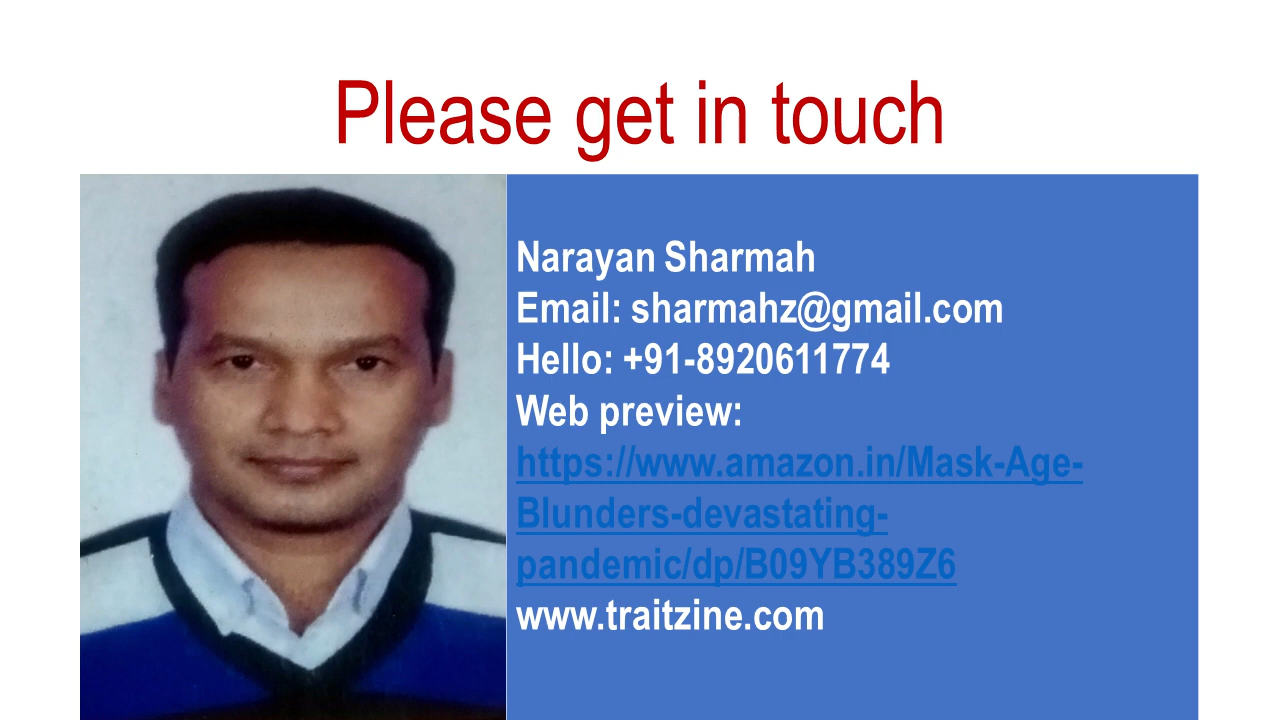 Please get in touch
Narayan Sharmah
Email: sharmahz@gmail.com
Hello: +91-8920611774
Web preview:
https://www.amazon.in/Mask-Age-
Blunders-devastating-
pandemic/dp/B09YB389Z6
www.traitzine.com